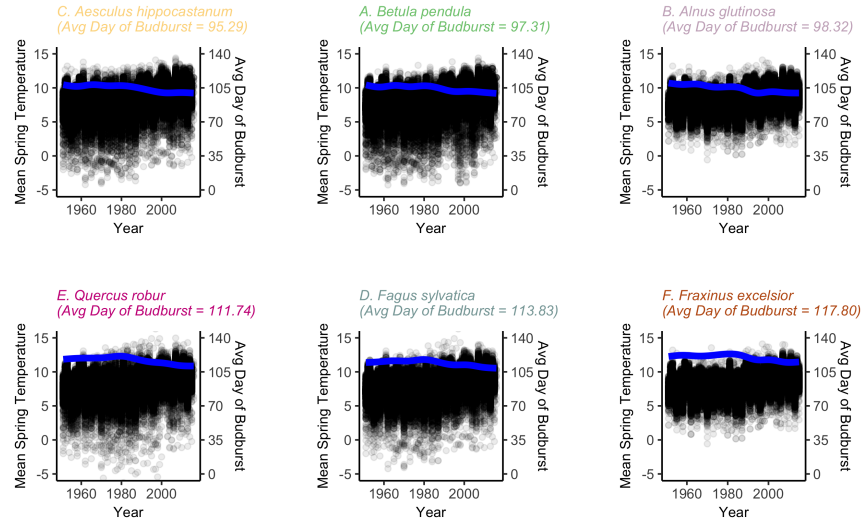 C. Aesculus hippocastanum
(Avg Day of Budburst = 95.29)
Mean Spring Temperature
15
10
5
0
-5
140
105
70
35
0
Avg Day of Budburst
1960 1980 2000
Year
A. Betula pendula
(Avg Day of Budburst = 97.31)
Mean Spring Temperature
15
10
5
0
-5
140
105
70
35
0
Avg Day of Budburst
1960 1980 2000
Year
B. Alnus glutinosa
(Avg Day of Budburst = 98.32)
Mean Spring Temperature
15
10
5
0
-5
140
105
70
35
0
Avg Day of Budburst
1960 1980 2000
Year
E. Quercus robur
(Avg Day of Budburst = 111.74)
Mean Spring Temperature
15
10
5
0
-5
140
105
70
35
0
Avg Day of Budburst
1960 1980 2000
Year
D. Fagus sylvatica
(Avg Day of Budburst = 113.83)
Mean Spring Temperature
15
10
5
0
-5
140
105
70
35
0
Avg Day of Budburst
1960 1980 2000
Year
F. Fraxinus excelsior
(Avg Day of Budburst = 117.80)
Mean Spring Temperature
15
10
5
0
-5
140
105
70
35
0
Avg Day of Budburst
1960 1980 2000
Year